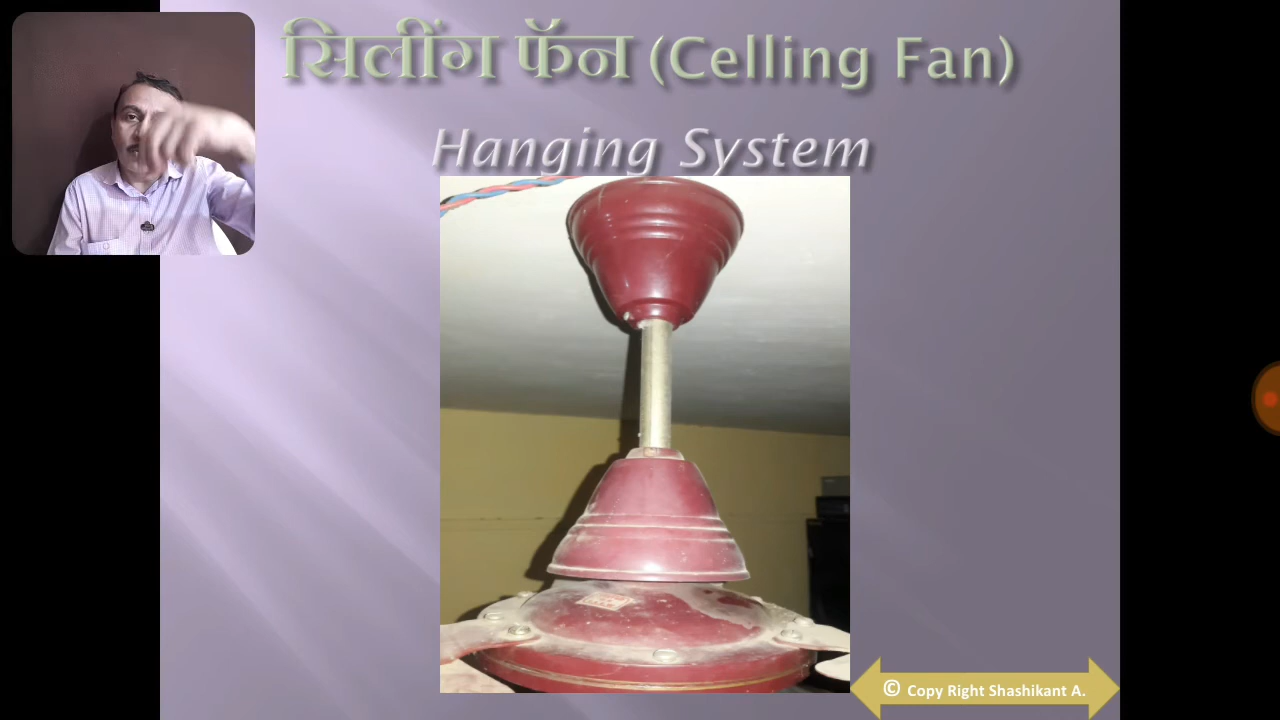 सिलींग फॅन (Celling Fan)
Hanging System
© Copy Right Shashikant A.